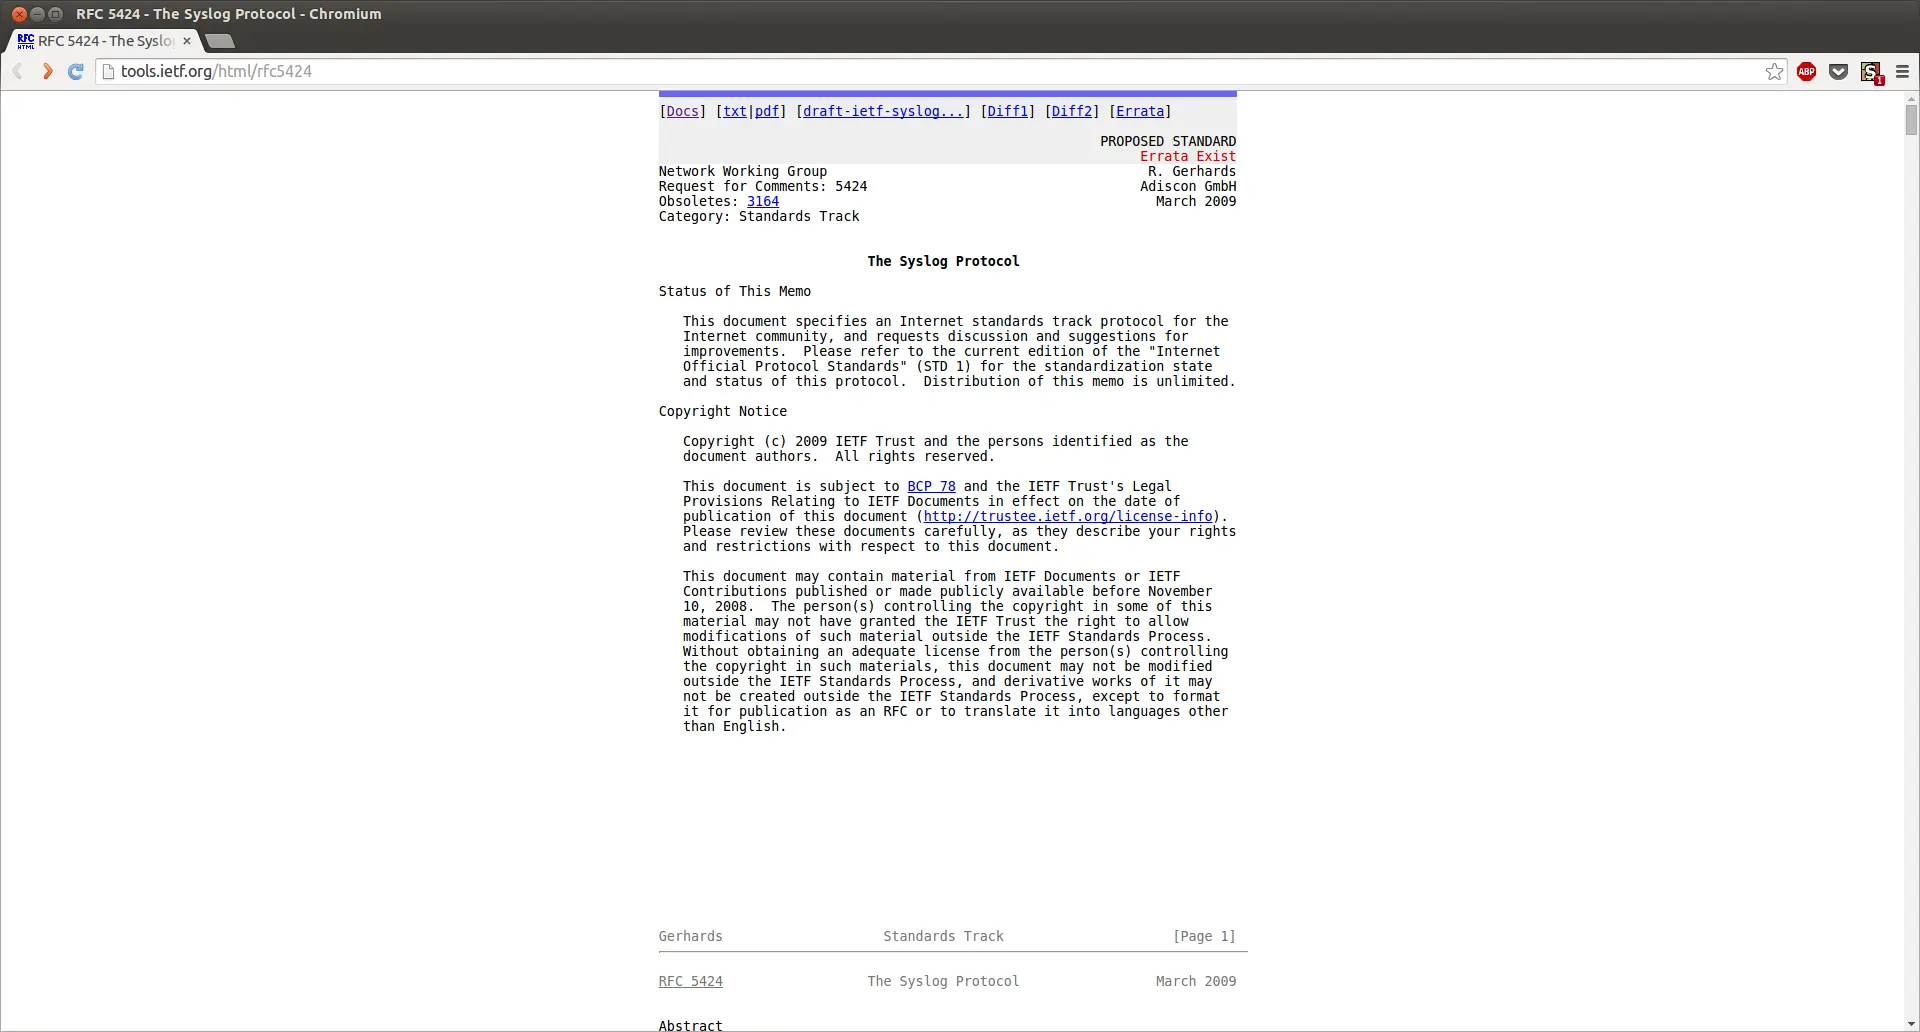 RFC 5424 - The Syslog Protocol - Chromium
RFC HTML RFC 5424 - The Syslo
tools.ietf.org/html/rfc5424
ABP
S 1
[Docs] [txt|pdf] [draft-ietf-syslog...] [Diff1] [Diff2] [Errata]
PROPOSED STANDARD
Errata Exist
Network Working Group R. Gerhards
Request for Comments: 5424 Adiscon GmbH
Obsoletes: 3164 March 2009
Category: Standards Track
The Syslog Protocol
Status of This Memo
This document specifies an Internet standards track protocol for the
Internet community, and requests discussion and suggestions for
improvements.  Please refer to the current edition of the "Internet
Official Protocol Standards" (STD 1) for the standardization state
and status of this protocol.  Distribution of this memo is unlimited.
Copyright Notice
Copyright (c) 2009 IETF Trust and the persons identified as the
document authors.  All rights reserved.
This document is subject to BCP 78 and the IETF Trust's Legal
Provisions Relating to IETF Documents in effect on the date of
publication of this document (http://trustee.ietf.org/license-info).
Please review these documents carefully, as they describe your rights
and restrictions with respect to this document.
This document may contain material from IETF Documents or IETF
Contributions published or made publicly available before November
10, 2008.  The person(s) controlling the copyright in some of this
material may not have granted the IETF Trust the right to allow
modifications of such material outside the IETF Standards Process.
Without obtaining an adequate license from the person(s) controlling
the copyright in such materials, this document may not be modified
outside the IETF Standards Process, and derivative works of it may
not be created outside the IETF Standards Process, except to format
it for publication as an RFC or to translate it into languages other
than English.
Gerhards Standards Track [Page 1]
RFC 5424 The Syslog Protocol March 2009
Abstract